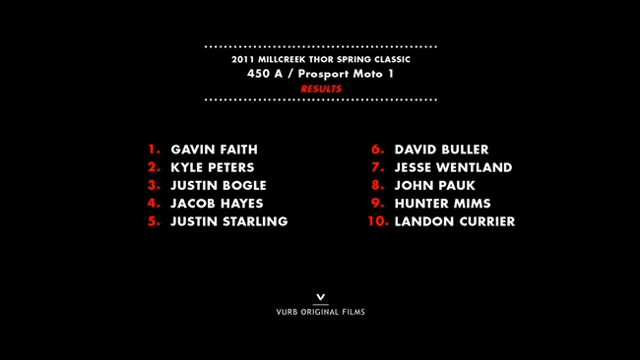 2011 MILLCREEK THOR SPRING CLASSIC
450 A / Prosport Moto 1
RESULTS
1. GAVIN FAITH
2. KYLE PETERS
3. JUSTIN BOGLE
4. JACOB HAYES
5. JUSTIN STARLING
6. DAVID BULLER
7. JESSE WENTLAND
8. JOHN PAUK
9. HUNTER MIMS
10. LANDON CURRIER
V
VURB ORIGINAL FILMS